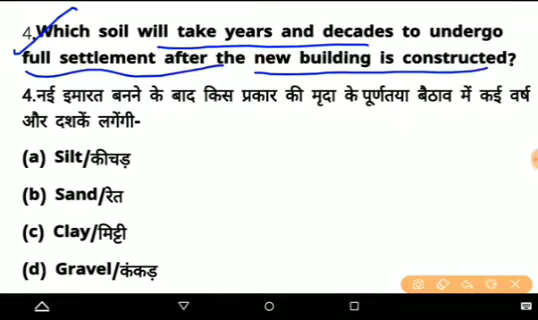 4.Which soil will take years and decades to undergo
full settlement after the new building is constructed?
4.नई इमारत बनने के बाद किस प्रकार की मृदा के पूर्णतया बैठाव में कई वर्ष
और दशकें लगेंगी-
(a) Silt/कीचड़
(b) Sand/रेत
(c) Clay/मिट्टी
(d) Gravel/कंकड़